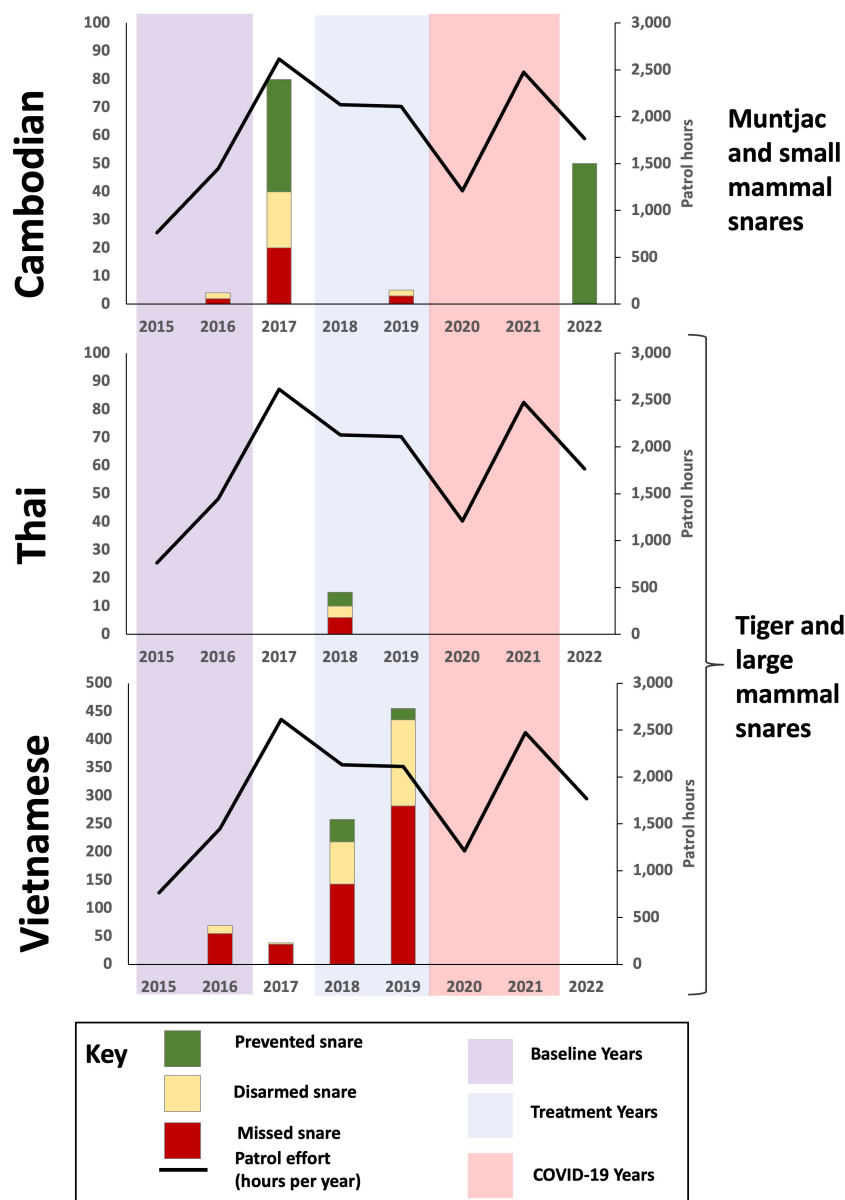 Cambodian
100
90
80
70
60
50
40
30
20
10
0
3,000
2,500
2,000
1,500
1,000
500
0
Patrol hours
2015 2016 2017 2018 2019 2020 2021 2022
Muntjac
and small
mammal
snares
Thai
100
90
80
70
60
50
40
30
20
10
0
3,000
2,500
2,000
1,500
1,000
500
0
Patrol hours
2015 2016 2017 2018 2019 2020 2021 2022
Tiger and
large
mammal
snares
Vietnamese
500
450
400
350
300
250
200
150
100
50
0
3,000
2,500
2,000
1,500
1,000
500
0
Patrol hours
2015 2016 2017 2018 2019 2020 2021 2022
Key
Prevented snare
Disarmed snare
Missed snare
Patrol effort
(hours per year)
Baseline Years
Treatment Years
COVID-19 Years